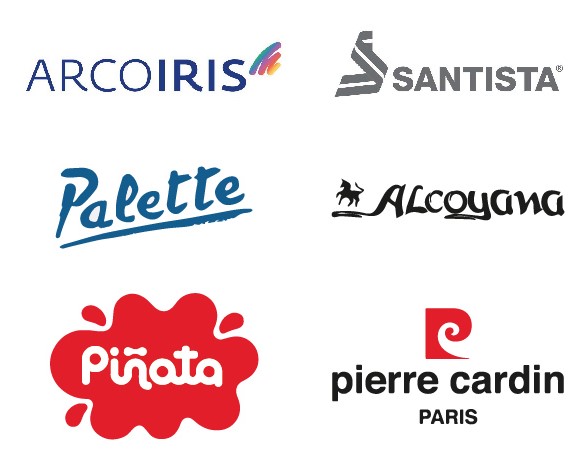 ARCOIRIS
SANTISTA®
Palette
ALCOyana
Piñata
pierre cardin
PARIS